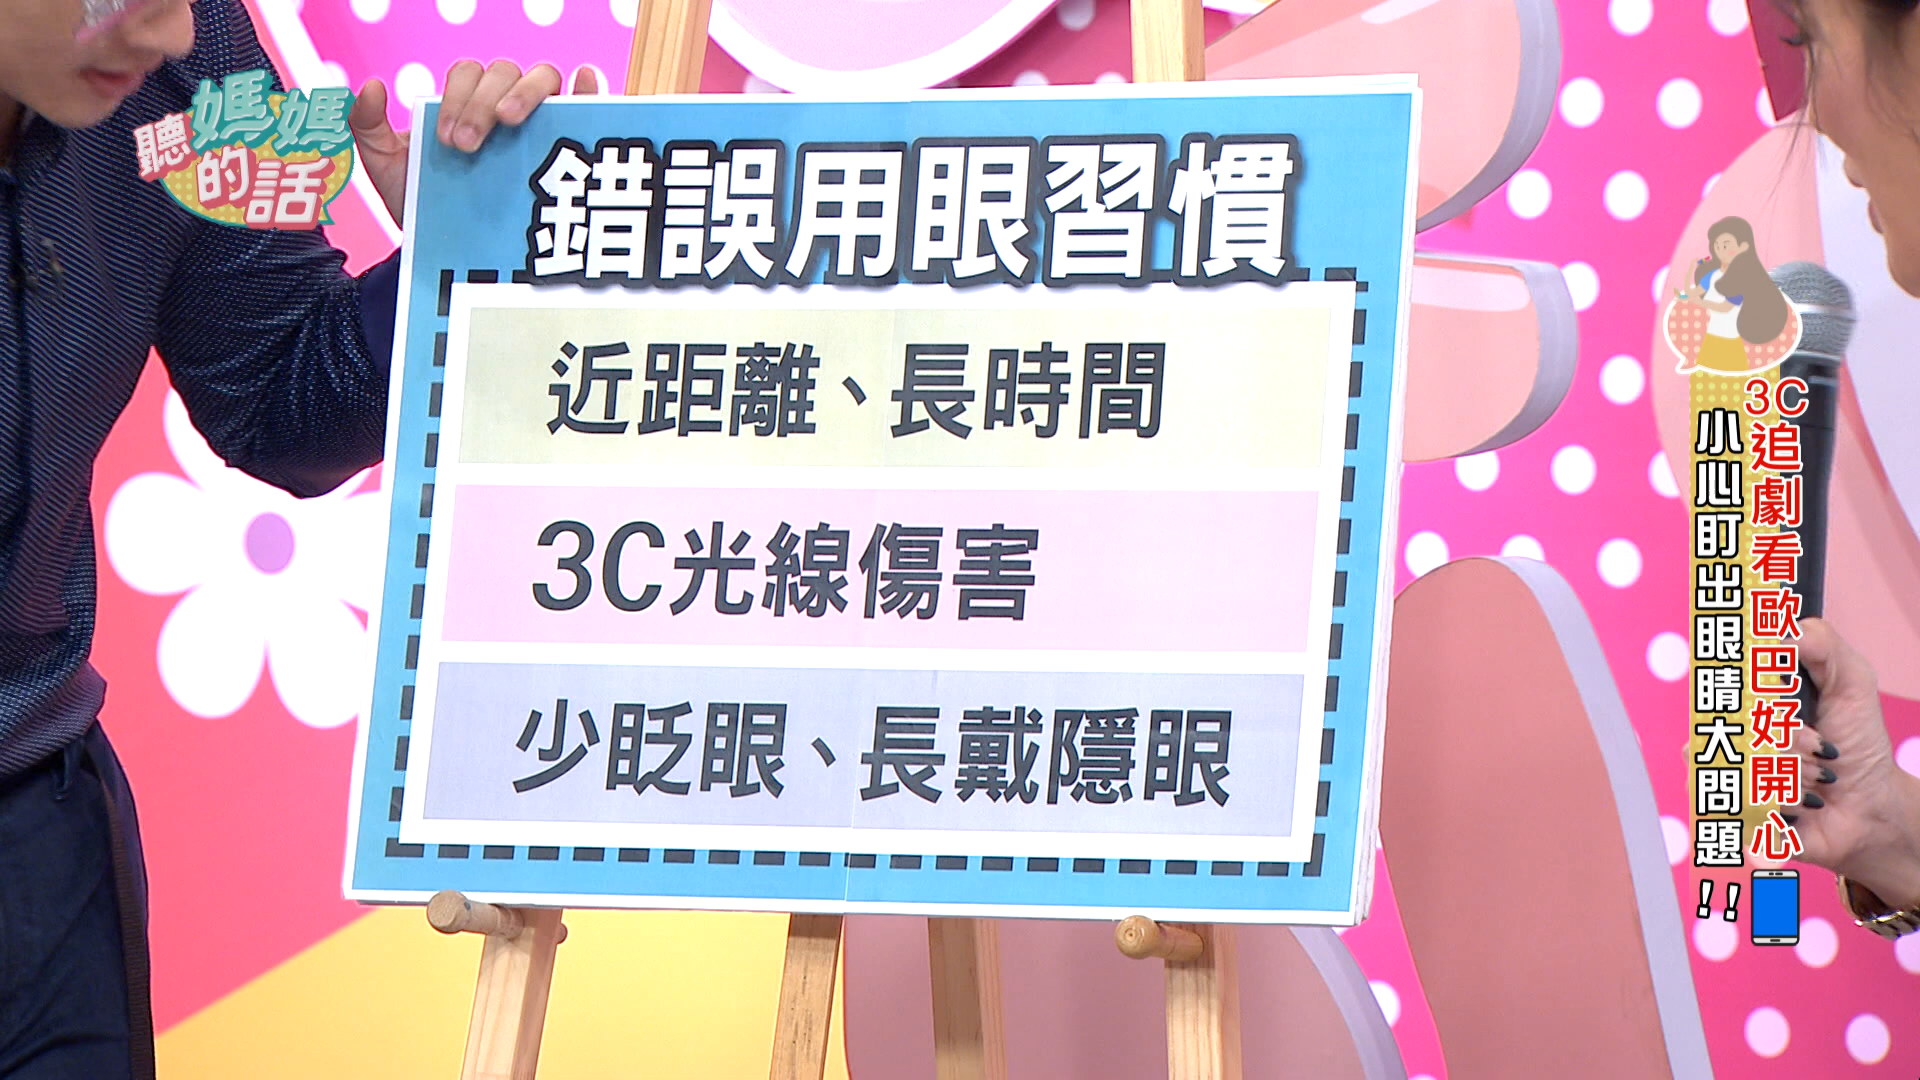 聽媽媽的話
錯誤用眼習慣
近距離、長時間
3C光線傷害
少眨眼、長戴隱眼
3C追劇看歐巴好開心
小心盯出眼睛大問題!!